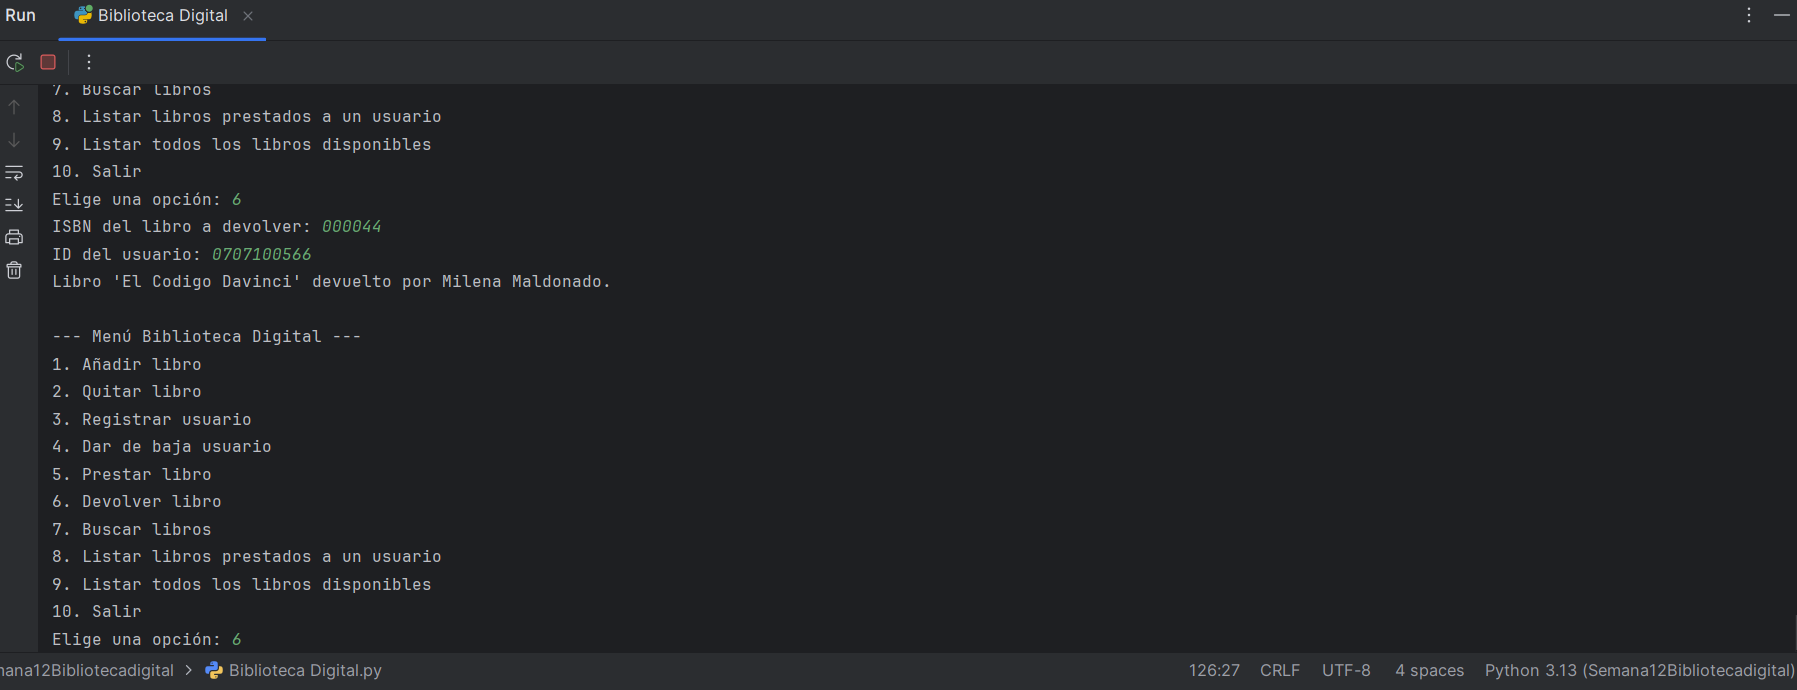 Run Biblioteca Digital
7. Buscar libros
8. Listar libros prestados a un usuario
9. Listar todos los libros disponibles
10. Salir
Elige una opción: 6
ISBN del libro a devolver: 000044
ID del usuario: 0707100566
Libro 'El Codigo Davinci' devuelto por Milena Maldonado.
--- Menú Biblioteca Digital ---
1. Añadir libro
2. Quitar libro
3. Registrar usuario
4. Dar de baja usuario
5. Prestar libro
6. Devolver libro
7. Buscar libros
8. Listar libros prestados a un usuario
9. Listar todos los libros disponibles
10. Salir
Elige una opción: 6
mana12Bibliotecadigital > Biblioteca Digital.py 126:27 CRLF UTF-8 4 spaces Python 3.13 (Semana12Bibliotecadigital)